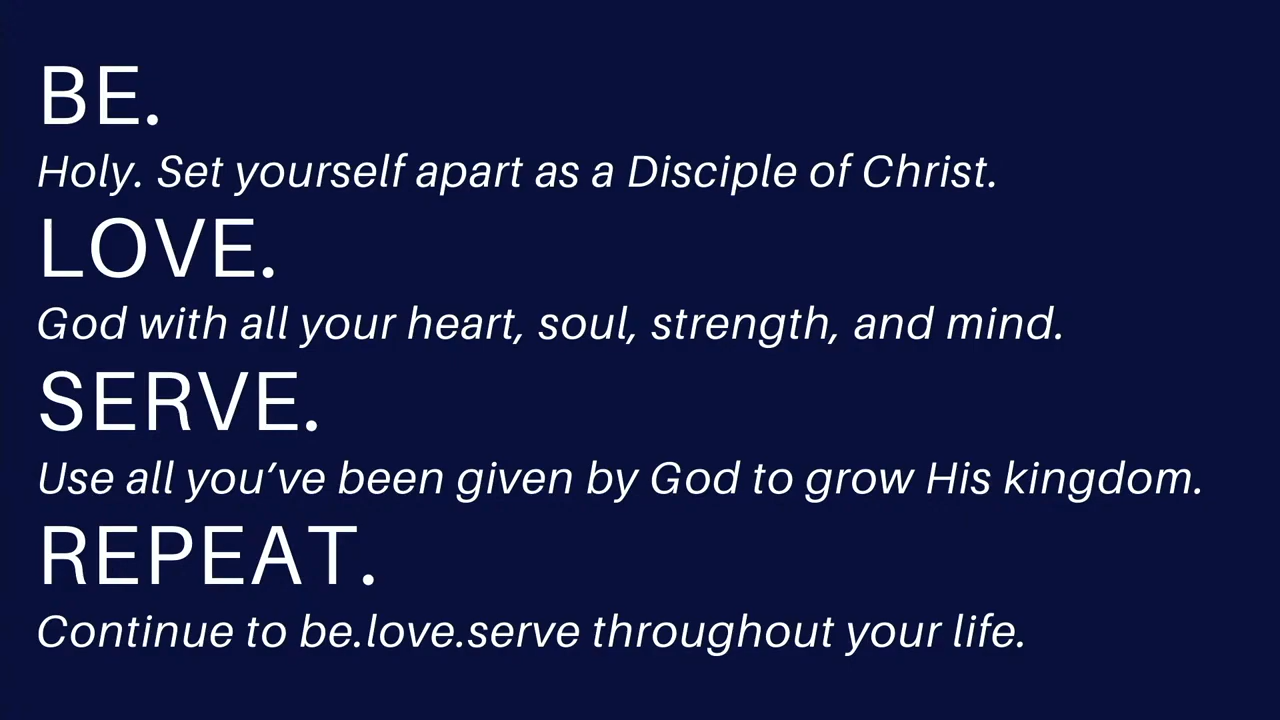 BE.
Holy. Set yourself apart as a Disciple of Christ.
LOVE.
God with all your heart, soul, strength, and mind.
SERVE.
Use all you’ve been given by God to grow His kingdom.
REPEAT.
Continue to be.love.serve throughout your life.